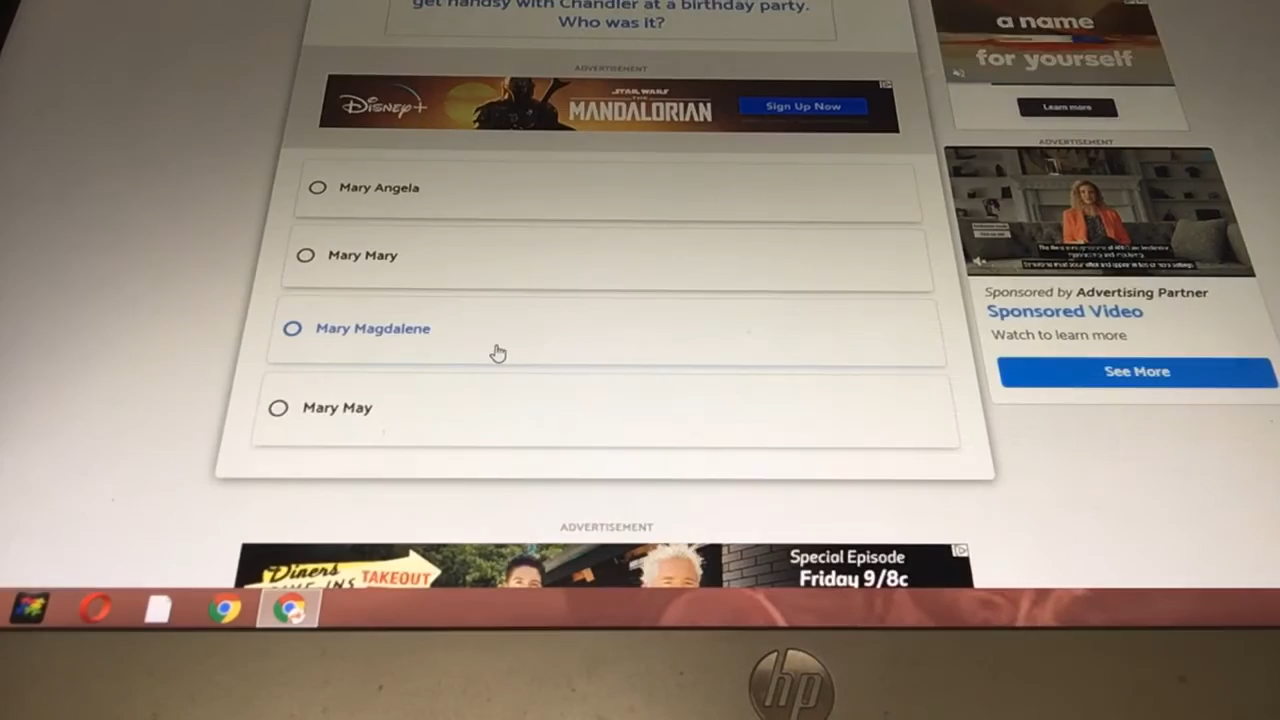 get handsy with Chandler at a birthday party.
Who was it?
ADVERTISEMENT
Disney+
STAR WARS
THE
MANDALORIAN
Sign Up Now
Mary Angela
Mary Mary
Mary Magdalene
Mary May
ADVERTISEMENT
Diners
TAKEOUT
Special Episode
Friday 9/8c
a name
for yourself
Learn more
ADVERTISEMENT
Sponsored by Advertising Partner
Sponsored Video
Watch to learn more
See More
hp